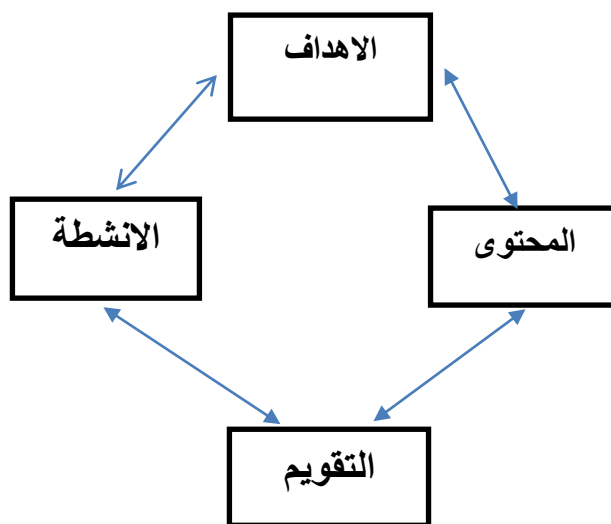 الاهداف
المحتوى
الانشطة
التقويم